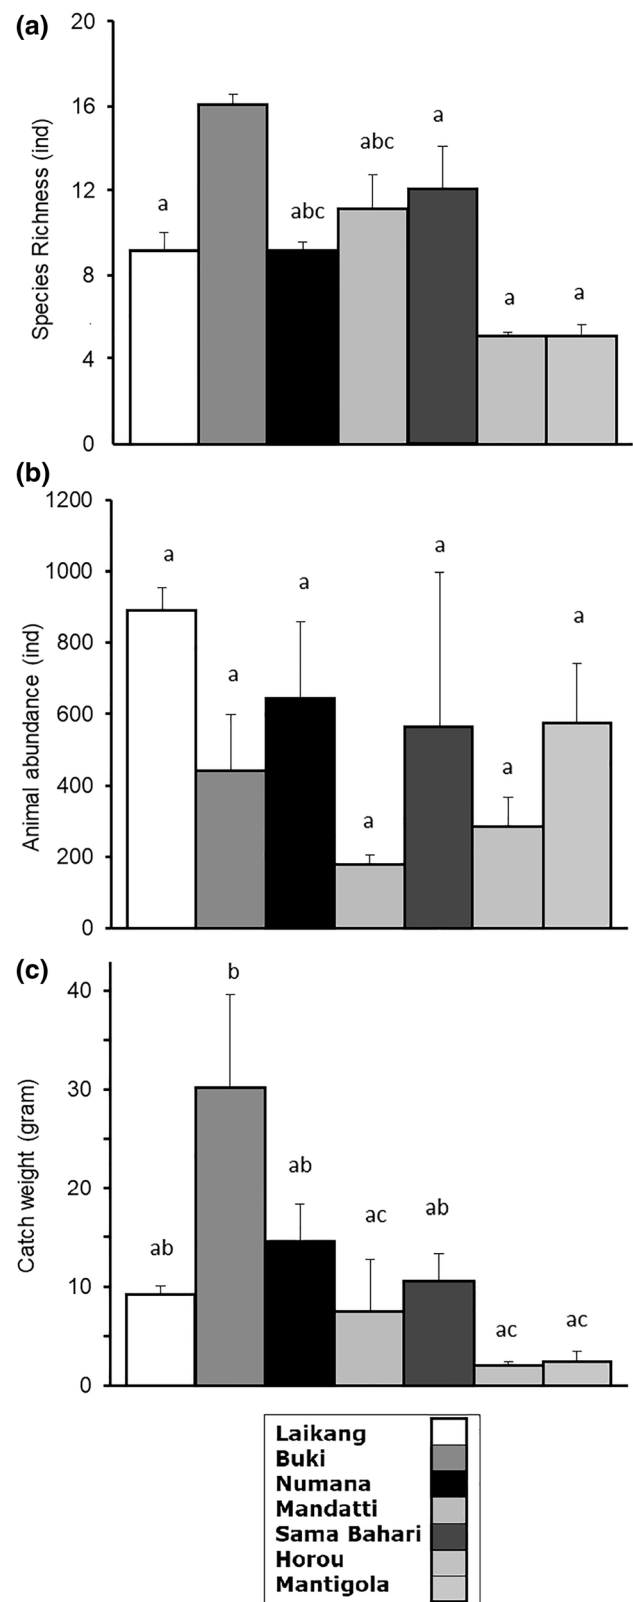 (a)
20
16
12
8
4
0
Species Richness (ind)
a
abc
abc
a
a
a
(b)
1200
1000
800
600
400
200
0
Animal abundance (ind)
a
a
a
a
a
a
a
(c)
40
30
20
10
0
Catch weight (gram)
ab
b
ab
ac
ab
ac
ac
Laikang
Buki
Numana
Mandatti
Sama Bahari
Horou
Mantigola